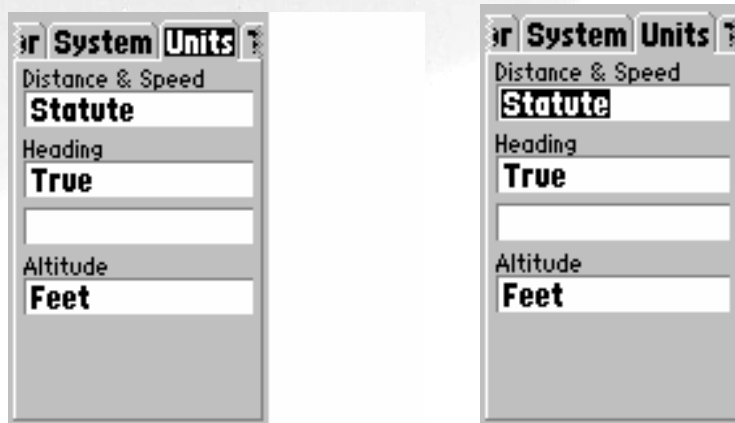 System Units
Distance & Speed
Statute
Heading
True
Altitude
Feet
System Units
Distance & Speed
Statute
Heading
True
Altitude
Feet